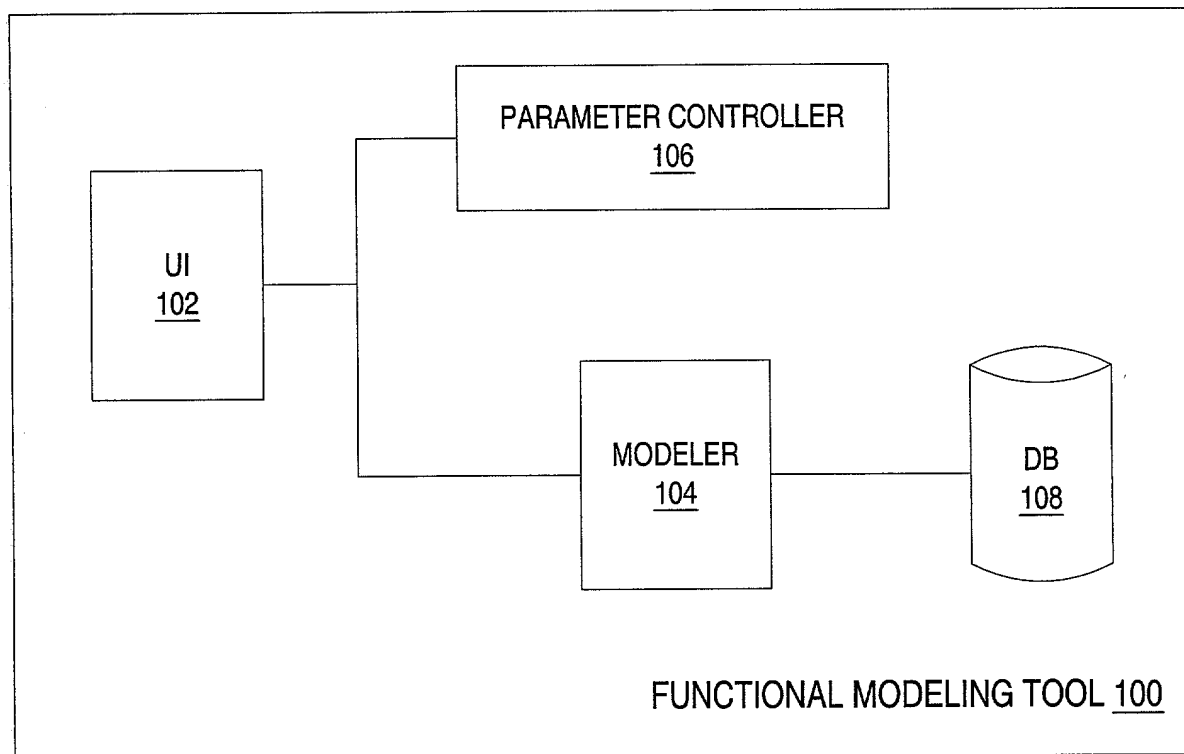 PARAMETER CONTROLLER
106
UI
102
MODELER
104
DB
108
FUNCTIONAL MODELING TOOL 100